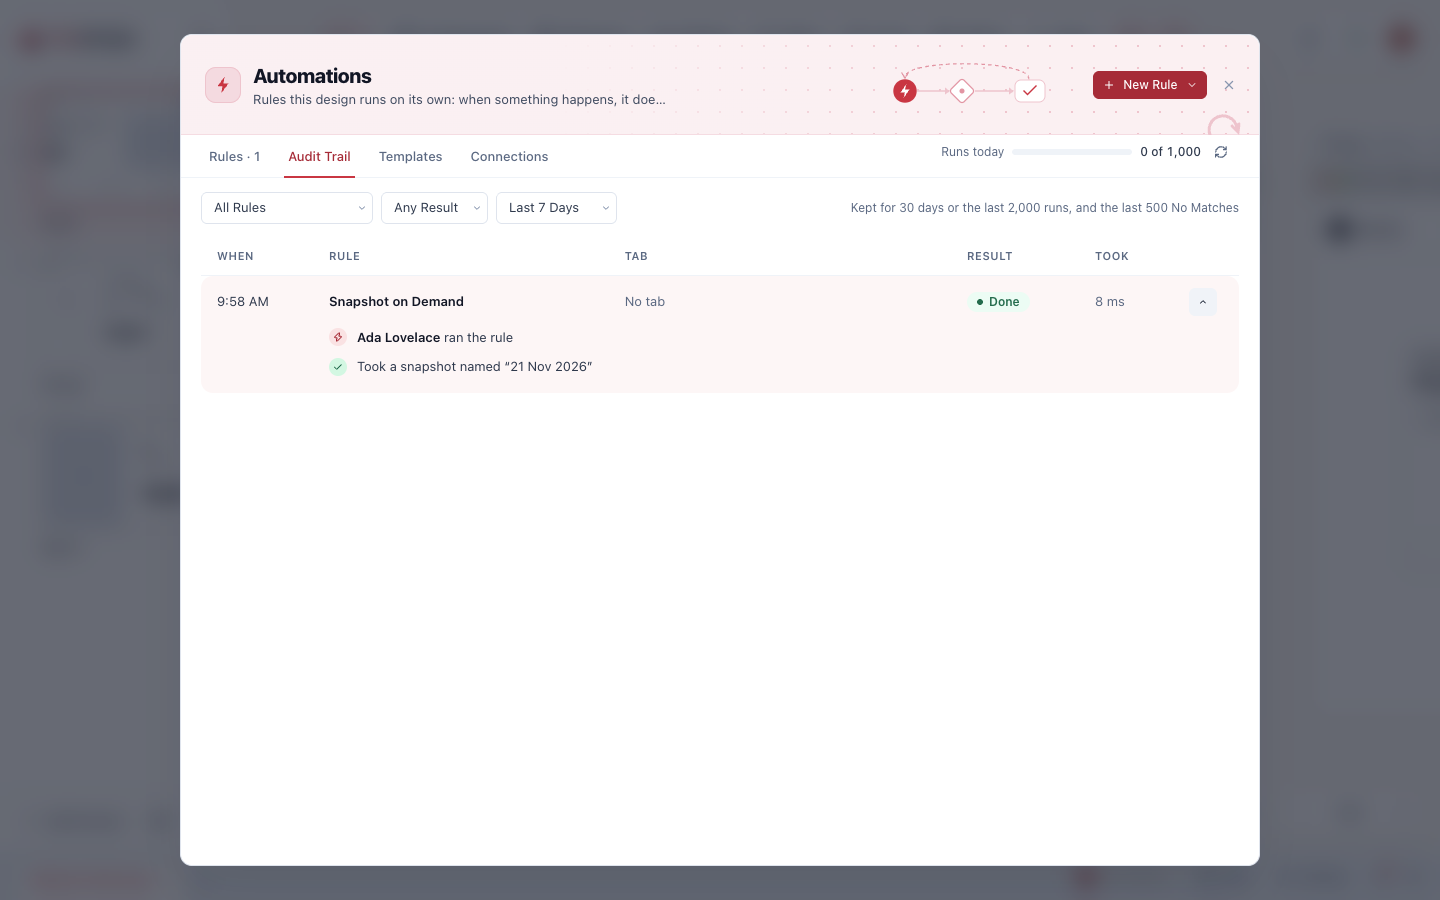 Automations
Rules this design runs on its own: when something happens, it doe...
New Rule
Rules · 1
Audit Trail
Templates
Connections
Runs today
0 of 1,000
All Rules
Any Result
Last 7 Days
Kept for 30 days or the last 2,000 runs, and the last 500 No Matches
WHEN
RULE
TAB
RESULT
TOOK
9:58 AM
Snapshot on Demand
No tab
Done
8 ms
Ada Lovelace ran the rule
Took a snapshot named “21 Nov 2026”